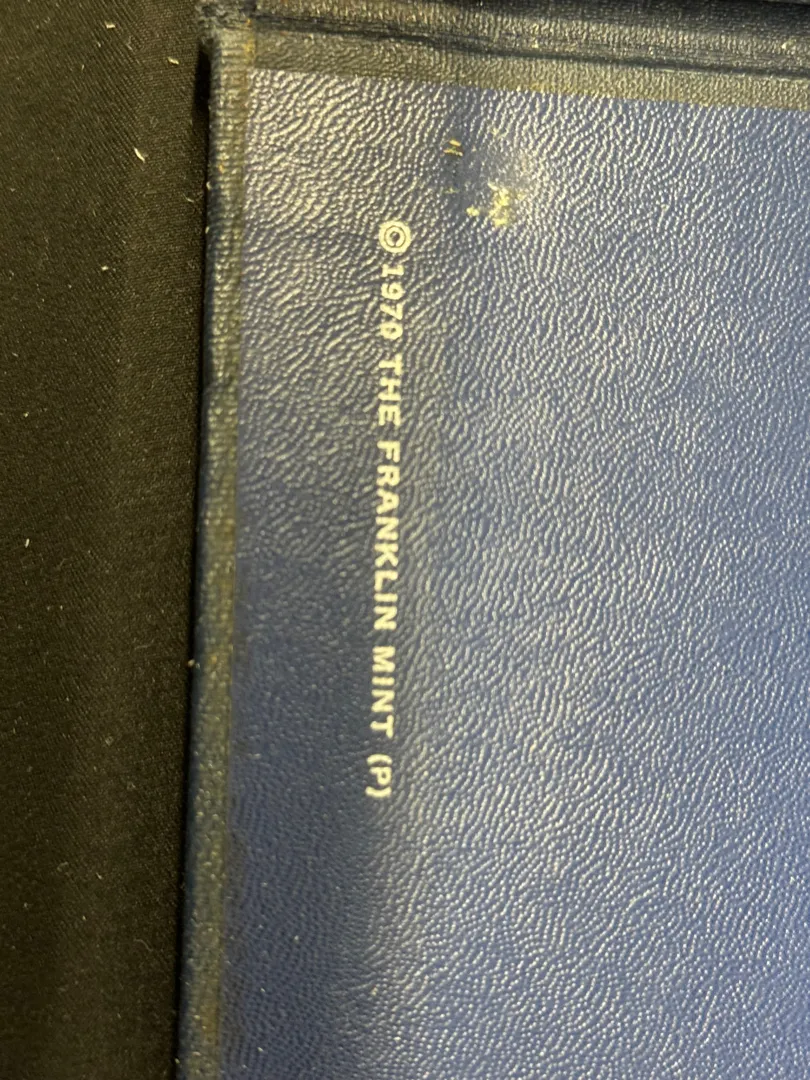 © 1970 THE FRANKLIN MINT (P)